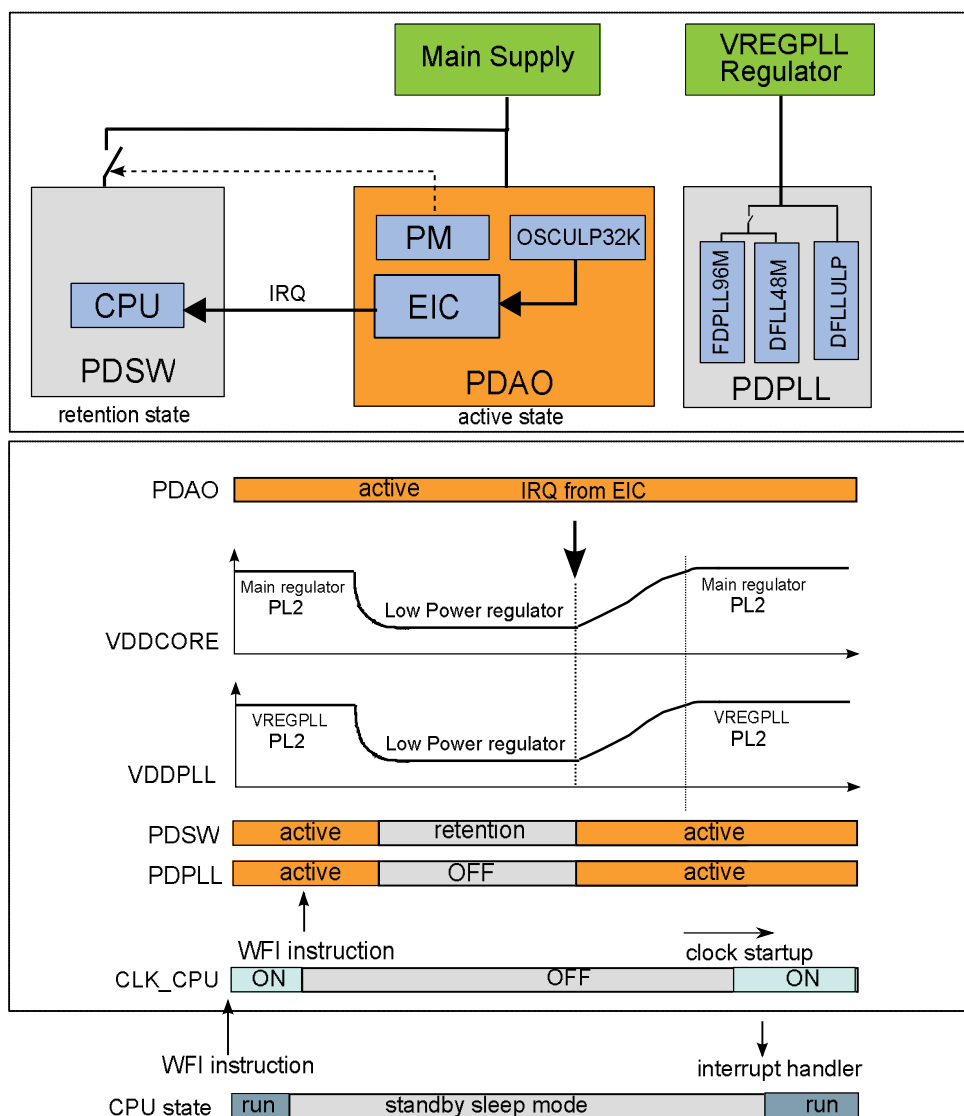 Main Supply
VREGPLL
Regulator
PM
OSCULP32K
CPU
IRQ
EIC
FDPLL96M
DFLL48M
DFLLULP
PDSW
PDAO
PDPLL
retention state
active state
PDAO
active
IRQ from EIC
Main regulator
PL2
Low Power regulator
Main regulator
PL2
VDDCORE
VREGPLL
PL2
Low Power regulator
VREGPLL
PL2
VDDPLL
PDSW
active
retention
active
PDPLL
active
OFF
active
WFI instruction
clock startup
CLK_CPU
ON
OFF
ON
WFI instruction
interrupt handler
CPU state
run
standby sleep mode
run